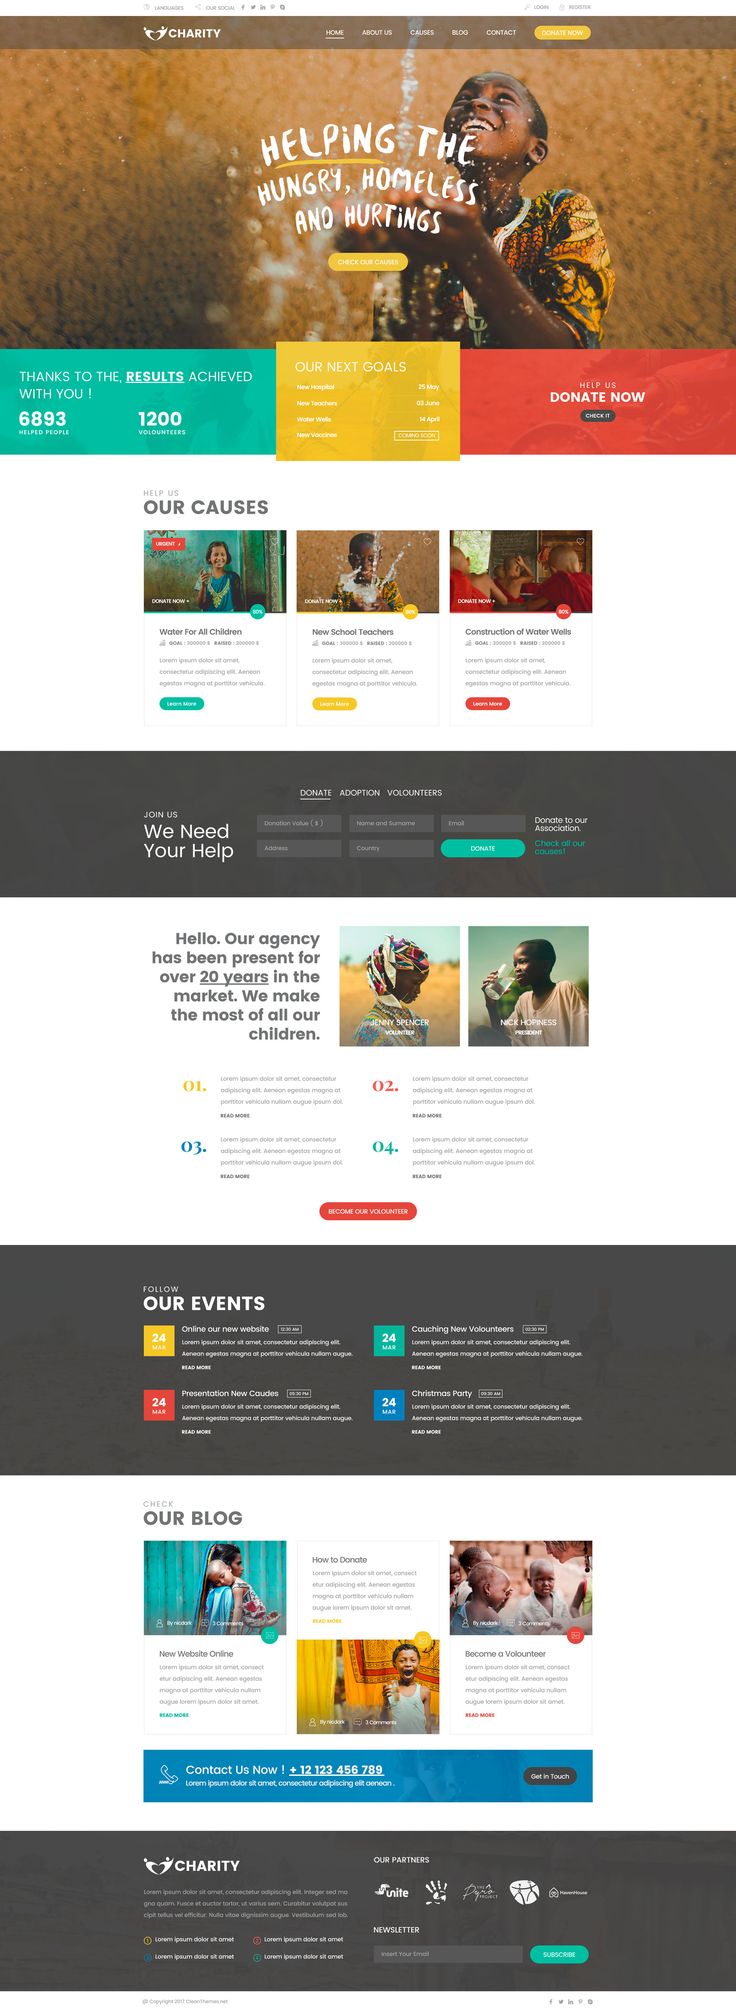 LANGUAGES OUR SOCIAL LOGIN REGISTER
CHARITY HOME ABOUT US CAUSES BLOG CONTACT DONATE NOW
HELPING THE
HUNGRY, HOMELESS
AND HURTINGS
CHECK OUR CAUSES
THANKS TO THE, RESULTS ACHIEVED
WITH YOU !
6893 1200
HELPED PEOPLE VOLOUNTEERS
OUR NEXT GOALS
New Hospital 25 May
New Teachers 03 June
Water Wells 14 April
New Vaccines COMING SOON
HELP US
DONATE NOW
CHECK IT
HELP US
OUR CAUSES
URGENT
DONATE NOW +
80%
Water For All Children
GOAL : 300000 $ RAISED : 200000 $
Lorem ipsum dolor sit amet,
consectetur adipiscing elit. Aenean
egestas magna at porttitor vehicula.
Learn More
DONATE NOW +
New School Teachers
GOAL : 300000 $ RAISED : 200000 $
Lorem ipsum dolor sit amet,
consectetur adipiscing elit. Aenean
egestas magna at porttitor vehicula.
Learn More
DONATE NOW +
80%
Construction of Water Wells
GOAL : 300000 $ RAISED : 200000 $
Lorem ipsum dolor sit amet,
consectetur adipiscing elit. Aenean
egestas magna at porttitor vehicula.
Learn More
DONATE ADOPTION VOLOUNTEERS
JOIN US
We Need
Your Help
Donation Value ( $ ) Name and Surname Email
Address Country DONATE
Donate to our
Association.
Check all our
causes!
Hello. Our agency
has been present for
over 20 years in the
market. We make
the most of all our
children.
JENNY SPENCER
VOLUNTEER
NICK HOPINESS
PRESIDENT
01.
Lorem ipsum dolor sit amet, consectetur
adipiscing elit. Aenean egestas magna at
porttitor vehicula nullam augue ipsum dol.
READ MORE
02.
Lorem ipsum dolor sit amet, consectetur
adipiscing elit. Aenean egestas magna at
porttitor vehicula nullam augue ipsum dol.
READ MORE
03.
Lorem ipsum dolor sit amet, consectetur
adipiscing elit. Aenean egestas magna at
porttitor vehicula nullam augue ipsum dol.
READ MORE
04.
Lorem ipsum dolor sit amet, consectetur
adipiscing elit. Aenean egestas magna at
porttitor vehicula nullam augue ipsum dol.
READ MORE
BECOME OUR VOLOUNTEER
FOLLOW
OUR EVENTS
24
MAR
Online our new website 12:30 AM
Lorem ipsum dolor sit amet, consectetur adipiscing elit.
Aenean egestas magna at porttitor vehicula nullam augue.
READ MORE
24
MAR
Cauching New Volounteers 03:30 PM
Lorem ipsum dolor sit amet, consectetur adipiscing elit.
Aenean egestas magna at porttitor vehicula nullam augue.
READ MORE
24
MAR
Presentation New Caudes 05:30 PM
Lorem ipsum dolor sit amet, consectetur adipiscing elit.
Aenean egestas magna at porttitor vehicula nullam augue.
READ MORE
24
MAR
Christmas Party 09:30 AM
Lorem ipsum dolor sit amet, consectetur adipiscing elit.
Aenean egestas magna at porttitor vehicula nullam augue.
READ MORE
CHECK
OUR BLOG
By nicdark 3 Comments
New Website Online
Lorem ipsum dolor sit amet, consectetur
adipiscing elit. Aenean egestas
magna at porttitor vehicula nullam
augue lorem ipsum dolor sit amet.
READ MORE
How to Donate
Lorem ipsum dolor sit amet, consectetur
adipiscing elit. Aenean egestas
magna at porttitor vehicula nullam
augue lorem ipsum dolor sit amet.
READ MORE
By nicdark 3 Comments
By nicdark 3 Comments
Become a Volounteer
Lorem ipsum dolor sit amet, consectetur
adipiscing elit. Aenean egestas
magna at porttitor vehicula nullam
augue lorem ipsum dolor sit amet.
READ MORE
Contact Us Now ! + 12 123 456 789
Lorem ipsum dolor sit amet, consectetur adipiscing elit aenean .
Get in Touch
CHARITY
Lorem ipsum dolor sit amet, consectetur adipiscing elit. Integer sed ma
gna quam. Fusce et auctor tortor, ut varius dolor. Curabitur volutpat sus
cipit tellus vel efficitur. Nulla vitae dignissim augue. Vestibulum sed lob.
1 Lorem ipsum dolor sit amet 2 Lorem ipsum dolor sit amet
3 Lorem ipsum dolor sit amet 4 Lorem ipsum dolor sit amet
OUR PARTNERS
unite THE Pyro PROJECT HavenHouse
NEWSLETTER
Insert Your Email SUBSCRIBE
@ Copyright 2017 CleanThemes.net